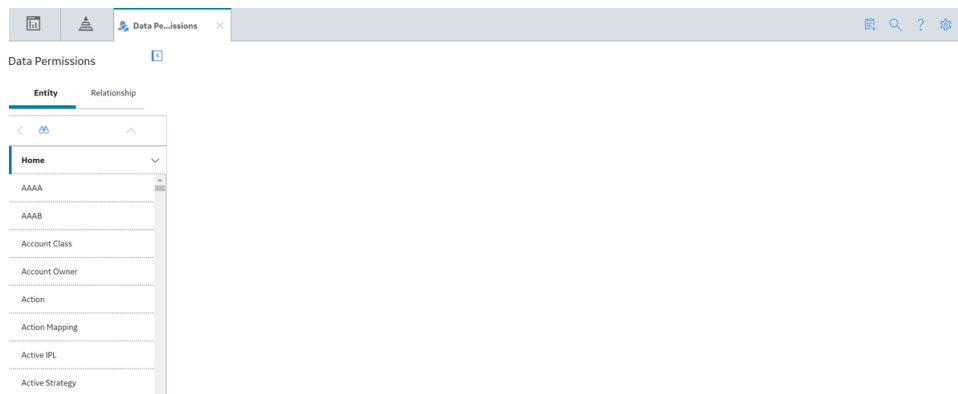 Data Pe...issions
Data Permissions
Entity Relationship
Home
AAAA
AAAB
Account Class
Account Owner
Action
Action Mapping
Active IPL
Active Strategy